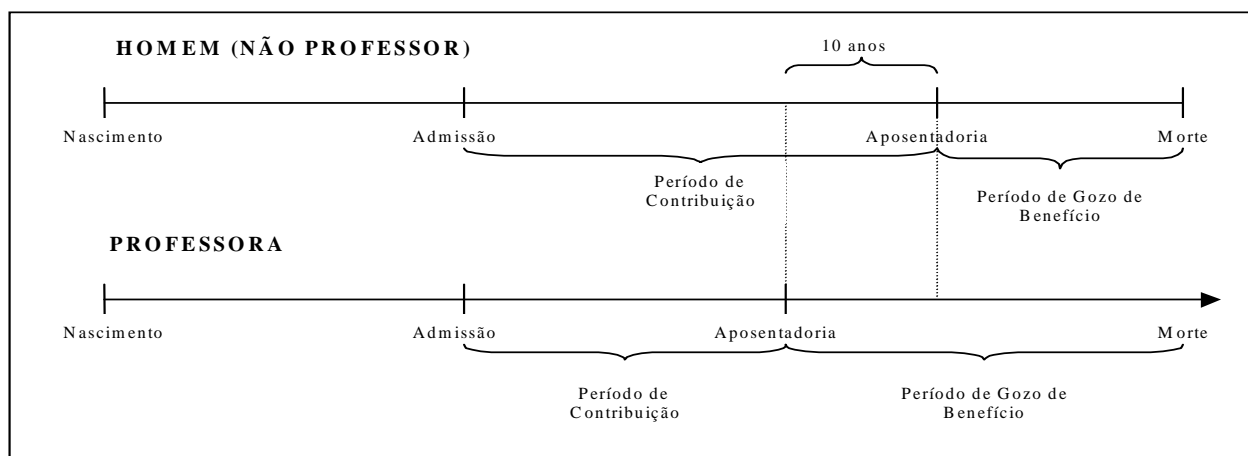 10 anos
HOMEM (NÃO PROFESSOR)
Nascimento Admissão Aposentadoria Morte
Período de
Contribuição
Período de Gozo de
Benefício
PROFESSORA
Nascimento Admissão Aposentadoria Morte
Período de
Contribuição
Período de Gozo de
Benefício